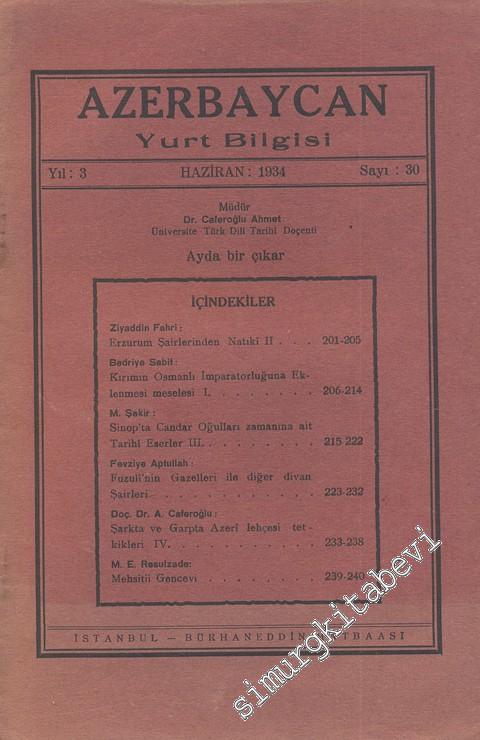 AZERBAYCAN
Yurt Bilgisi
Yıl: 3 HAZİRAN: 1934 Sayı: 30
Müdür
Dr. Caferoğlu Ahmet
Üniversite Türk Dili Tarihi Doçenti
Ayda bir çıkar
İÇİNDEKİLER
Ziyaddin Fahri:
Erzurum Şairlerinden Natıkî II . . . 201-205
Bedriye Sabit:
Kırımın Osmanlı İmparatorluğuna Ek-
lenmesi meselesi I. . . . . . . . 206-214
M. Şakir:
Sinop'ta Candar Oğulları zamanına ait
Tarihî Eserler III. . . . . . . . . 215 222
Fevziye Aptullah:
Fuzulî'nin Gazelleri ile diğer divan
Şairleri . . . . . . . . . . . . 223-232
Doç. Dr. A. Caferoğlu:
Şarkta ve Garpta Azerî lehçesi tet-
kikleri IV. . . . . . . . . . . 233-238
M. E. Resulzade:
Mehsitii Gencevi . . . . . . . . 239-240
İSTANBUL — BÜRHANEDDİN
simurgkitabevi